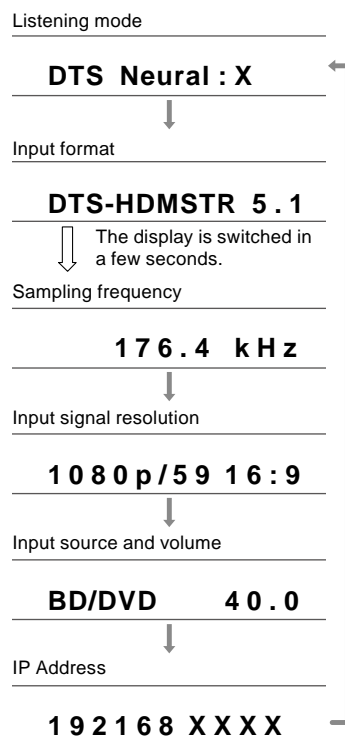 Listening mode
DTS Neural : X
Input format
DTS-HDMSTR 5.1
The display is switched in
a few seconds.
Sampling frequency
176.4 kHz
Input signal resolution
1080p/59 16:9
Input source and volume
BD/DVD 40.0
IP Address
192168 XXXX